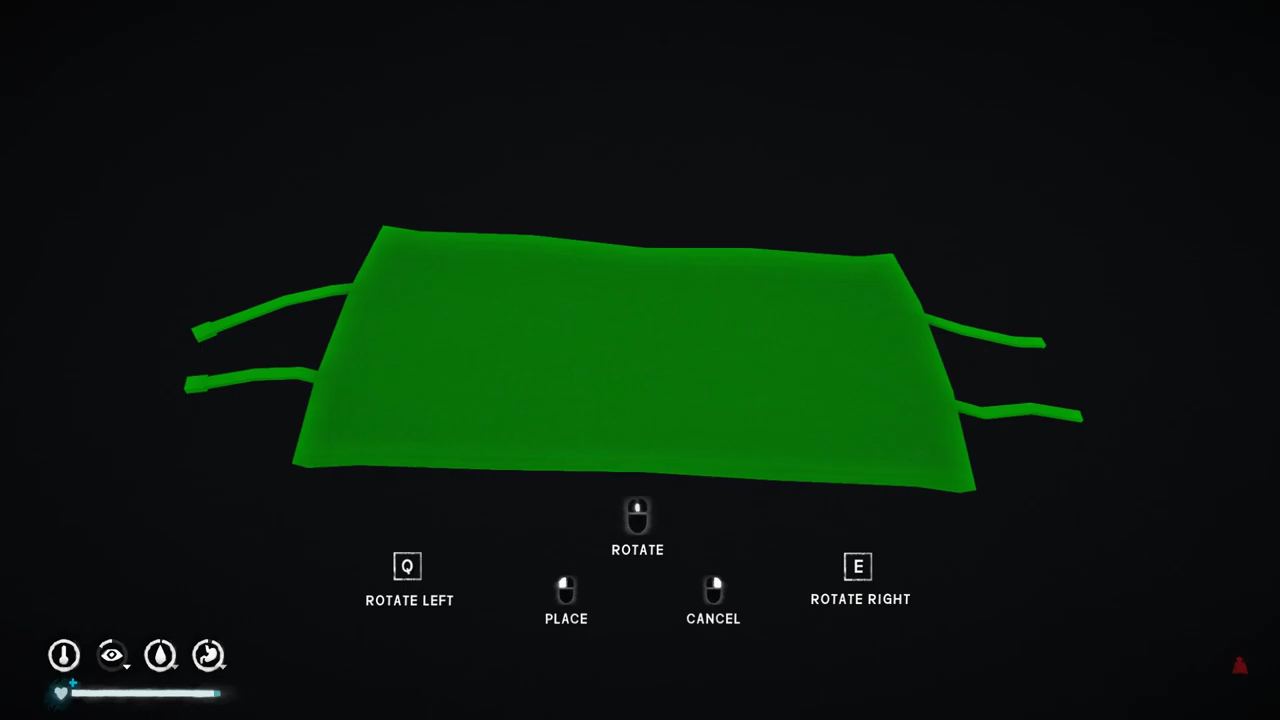 ROTATE
Q
E
ROTATE LEFT
ROTATE RIGHT
PLACE
CANCEL